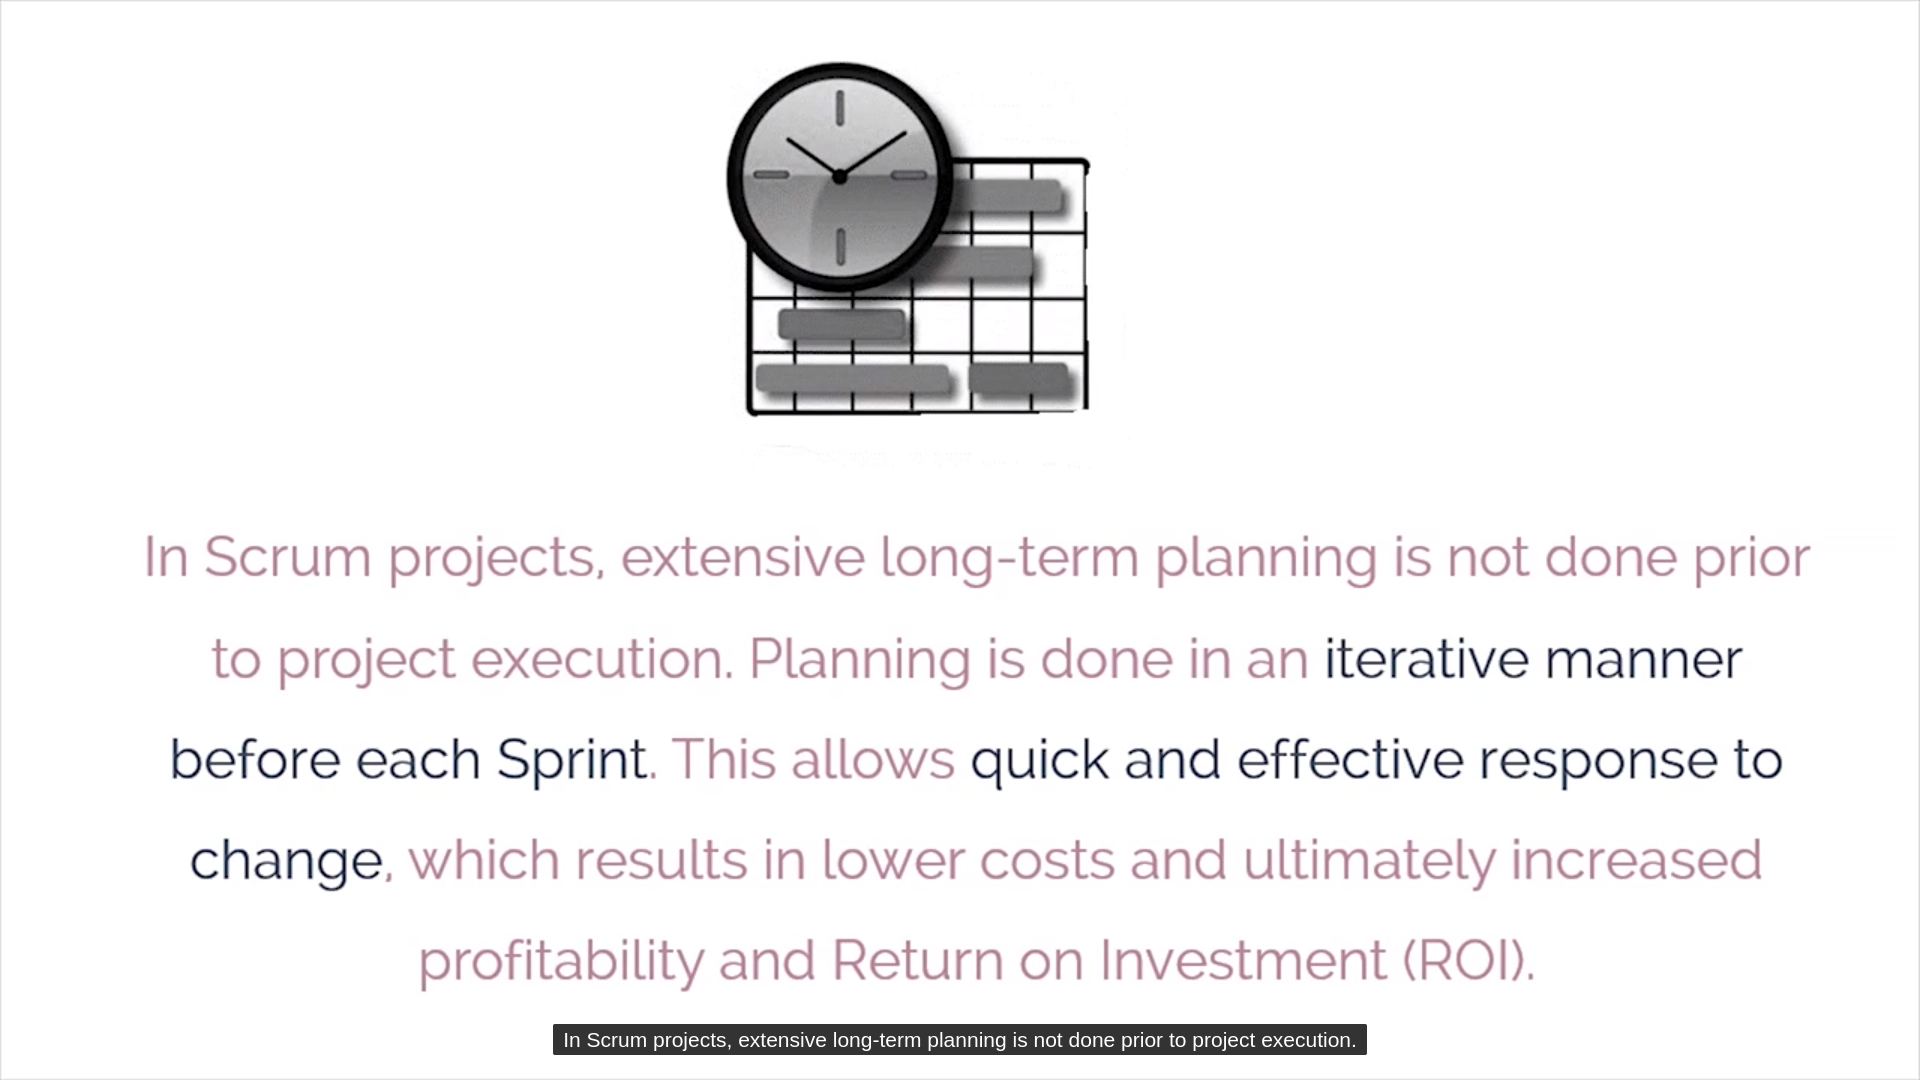 In Scrum projects, extensive long-term planning is not done prior
to project execution. Planning is done in an iterative manner
before each Sprint. This allows quick and effective response to
change, which results in lower costs and ultimately increased
profitability and Return on Investment (ROI).
In Scrum projects, extensive long-term planning is not done prior to project execution.